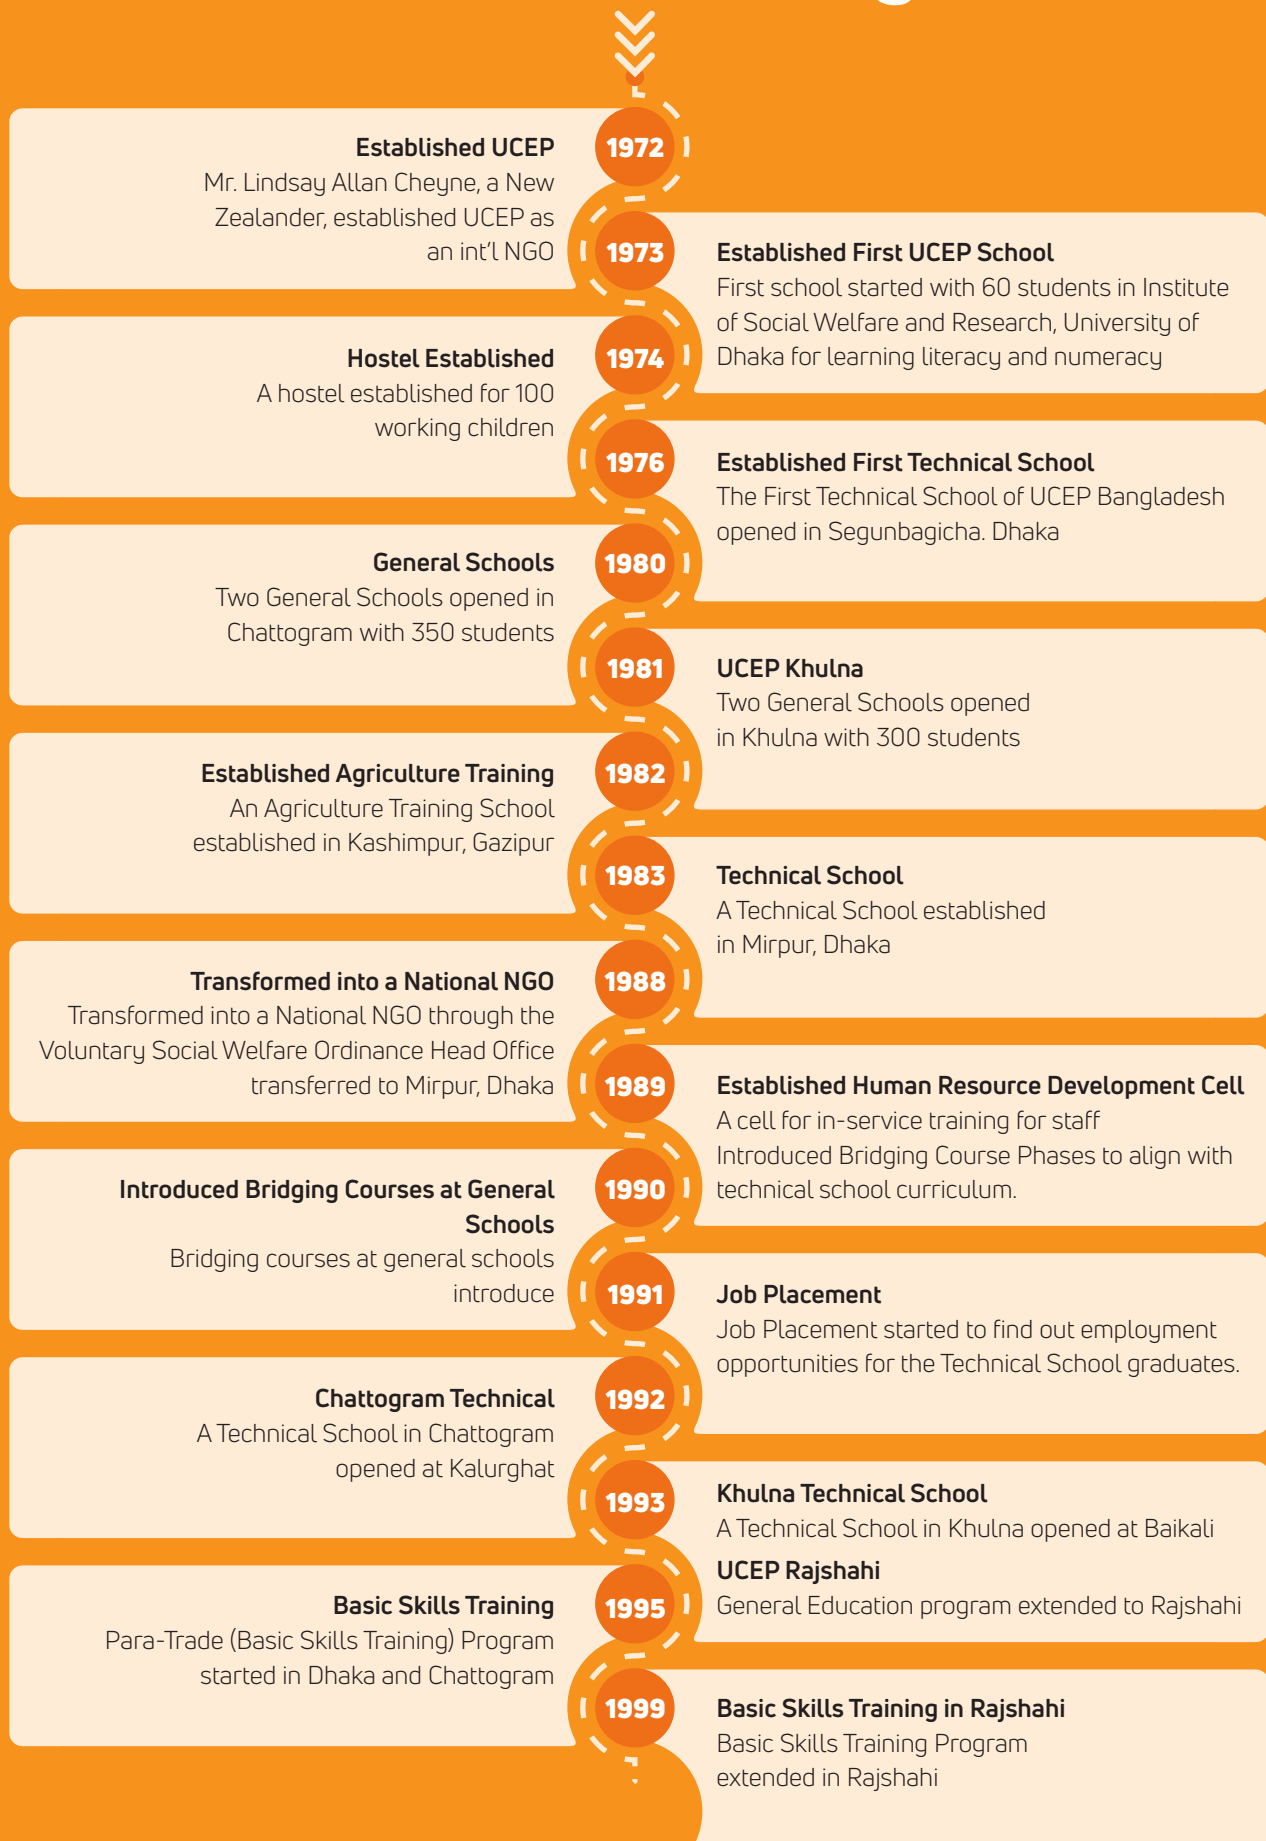 1972
Established UCEP
Mr. Lindsay Allan Cheyne, a New
Zealander, established UCEP as
an int'l NGO
1973
Established First UCEP School
First school started with 60 students in Institute
of Social Welfare and Research, University of
Dhaka for learning literacy and numeracy
1974
Hostel Established
A hostel established for 100
working children
1976
Established First Technical School
The First Technical School of UCEP Bangladesh
opened in Segunbagicha. Dhaka
1980
General Schools
Two General Schools opened in
Chattogram with 350 students
1981
UCEP Khulna
Two General Schools opened
in Khulna with 300 students
1982
Established Agriculture Training
An Agriculture Training School
established in Kashimpur, Gazipur
1983
Technical School
A Technical School established
in Mirpur, Dhaka
1988
Transformed into a National NGO
Transformed into a National NGO through the
Voluntary Social Welfare Ordinance Head Office
transferred to Mirpur, Dhaka
1989
Established Human Resource Development Cell
A cell for in-service training for staff
Introduced Bridging Course Phases to align with
technical school curriculum.
1990
Introduced Bridging Courses at General
Schools
Bridging courses at general schools
introduce
1991
Job Placement
Job Placement started to find out employment
opportunities for the Technical School graduates.
1992
Chattogram Technical
A Technical School in Chattogram
opened at Kalurghat
1993
Khulna Technical School
A Technical School in Khulna opened at Baikali
UCEP Rajshahi
General Education program extended to Rajshahi
1995
Basic Skills Training
Para-Trade (Basic Skills Training) Program
started in Dhaka and Chattogram
1999
Basic Skills Training in Rajshahi
Basic Skills Training Program
extended in Rajshahi